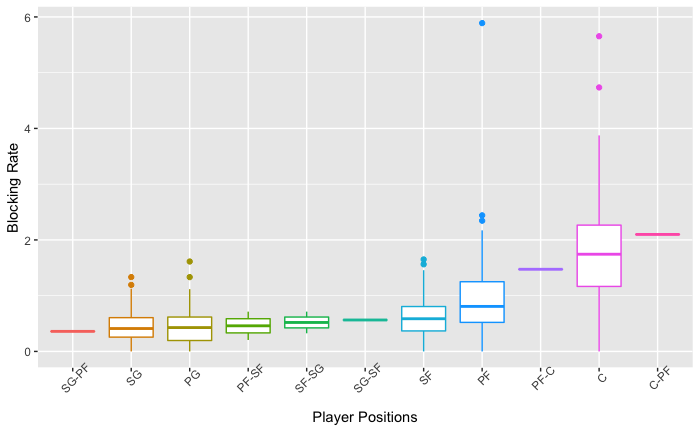 6
4
2
0
Blocking Rate
SG-PF
SG
PG
PF-SF
SF-SG
SG-SF
SF
PF
PF-C
C
C-PF
Player Positions